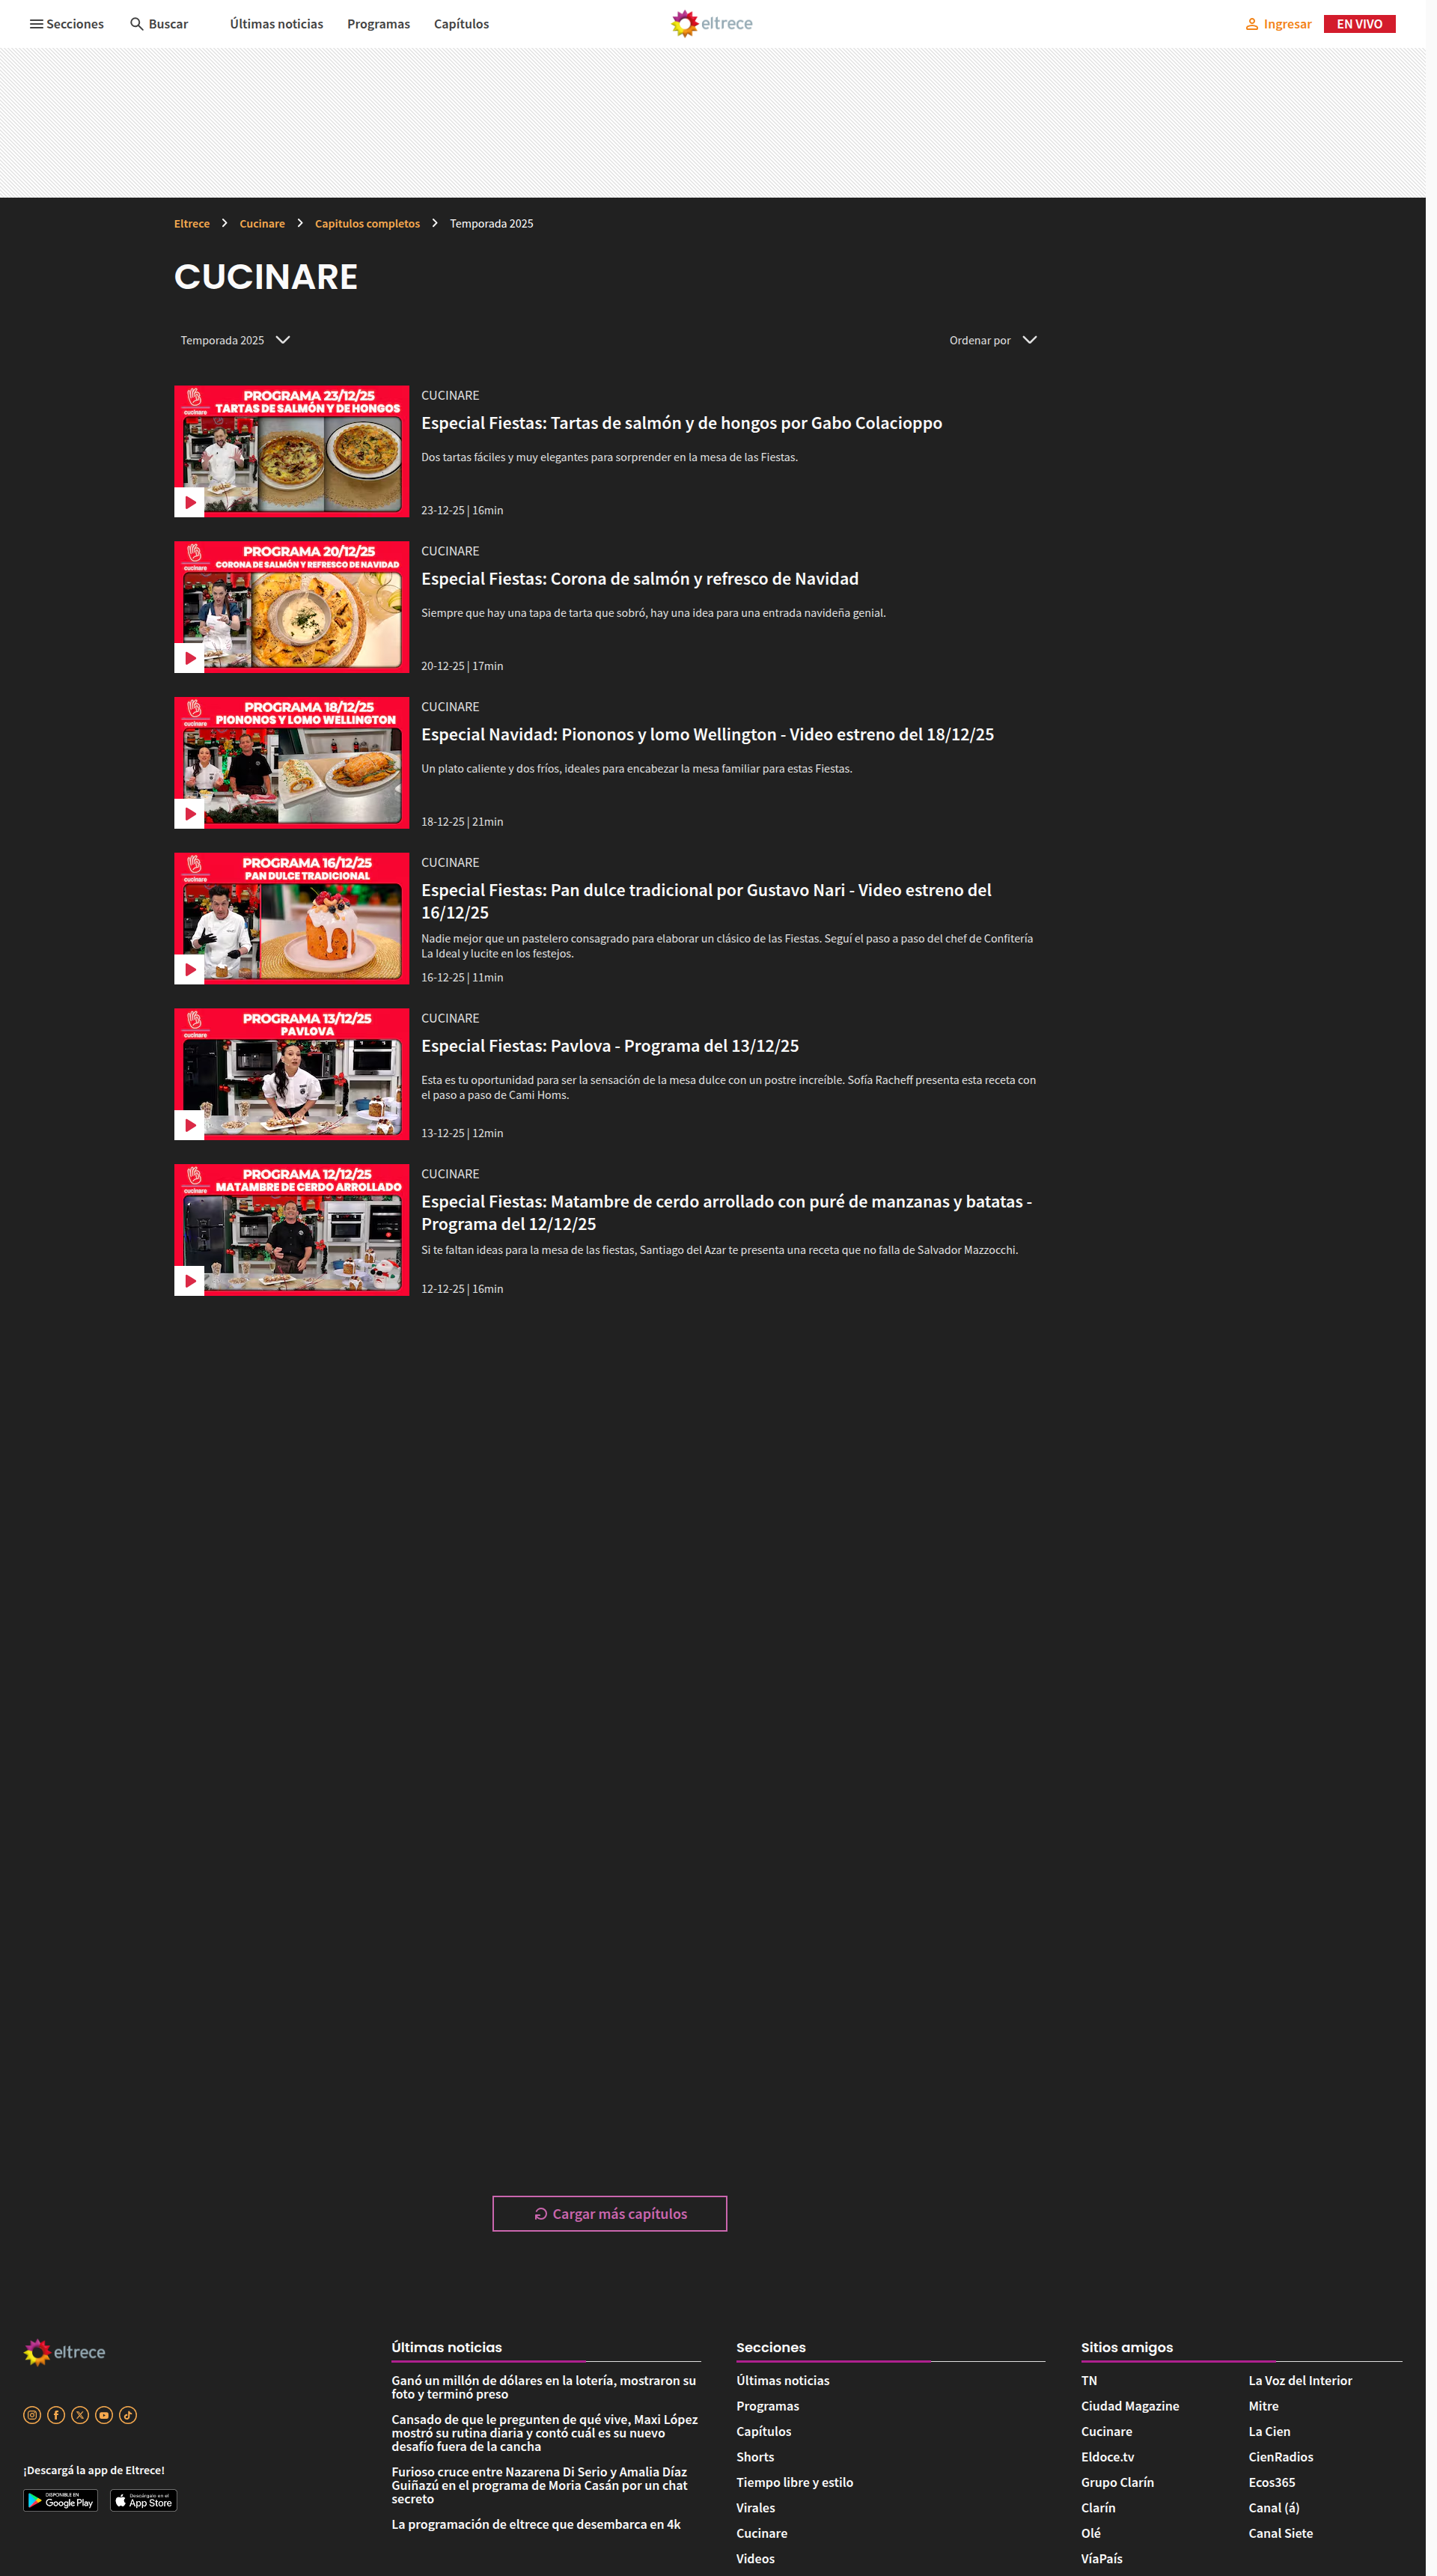 Secciones
Buscar
Últimas noticias
Programas
Capítulos
eltrece
Ingresar
EN VIVO
Eltrece
Cucinare
Capitulos completos
Temporada 2025
CUCINARE
Temporada 2025
Ordenar por
PROGRAMA 23/12/25
TARTAS DE SALMÓN Y DE HONGOS
cucinare
CUCINARE
Especial Fiestas: Tartas de salmón y de hongos por Gabo Colacioppo
Dos tartas fáciles y muy elegantes para sorprender en la mesa de las Fiestas.
23-12-25 | 16min
PROGRAMA 20/12/25
CORONA DE SALMÓN Y REFRESCO DE NAVIDAD
cucinare
CUCINARE
Especial Fiestas: Corona de salmón y refresco de Navidad
Siempre que hay una tapa de tarta que sobró, hay una idea para una entrada navideña genial.
20-12-25 | 17min
PROGRAMA 18/12/25
PIONONOS Y LOMO WELLINGTON
cucinare
CUCINARE
Especial Navidad: Piononos y lomo Wellington - Video estreno del 18/12/25
Un plato caliente y dos fríos, ideales para encabezar la mesa familiar para estas Fiestas.
18-12-25 | 21min
PROGRAMA 16/12/25
PAN DULCE TRADICIONAL
cucinare
CUCINARE
Especial Fiestas: Pan dulce tradicional por Gustavo Nari - Video estreno del
16/12/25
Nadie mejor que un pastelero consagrado para elaborar un clásico de las Fiestas. Seguí el paso a paso del chef de Confitería
La Ideal y lucite en los festejos.
16-12-25 | 11min
PROGRAMA 13/12/25
PAVLOVA
cucinare
CUCINARE
Especial Fiestas: Pavlova - Programa del 13/12/25
Esta es tu oportunidad para ser la sensación de la mesa dulce con un postre increíble. Sofía Racheff presenta esta receta con
el paso a paso de Cami Homs.
13-12-25 | 12min
PROGRAMA 12/12/25
MATAMBRE DE CERDO ARROLLADO
cucinare
CUCINARE
Especial Fiestas: Matambre de cerdo arrollado con puré de manzanas y batatas -
Programa del 12/12/25
Si te faltan ideas para la mesa de las fiestas, Santiago del Azar te presenta una receta que no falla de Salvador Mazzocchi.
12-12-25 | 16min
Cargar más capítulos
eltrece
¡Descargá la app de Eltrece!
DISPONIBLE EN
Google Play
Descárgalo en el
App Store
Últimas noticias
Ganó un millón de dólares en la lotería, mostraron su
foto y terminó preso
Cansado de que le pregunten de qué vive, Maxi López
mostró su rutina diaria y contó cuál es su nuevo
desafío fuera de la cancha
Furioso cruce entre Nazarena Di Serio y Amalia Díaz
Guiñazú en el programa de Moria Casán por un chat
secreto
La programación de eltrece que desembarca en 4k
Secciones
Últimas noticias
Programas
Capítulos
Shorts
Tiempo libre y estilo
Virales
Cucinare
Videos
Sitios amigos
TN
Ciudad Magazine
Cucinare
Eldoce.tv
Grupo Clarín
Clarín
Olé
VíaPaís
La Voz del Interior
Mitre
La Cien
CienRadios
Ecos365
Canal (á)
Canal Siete